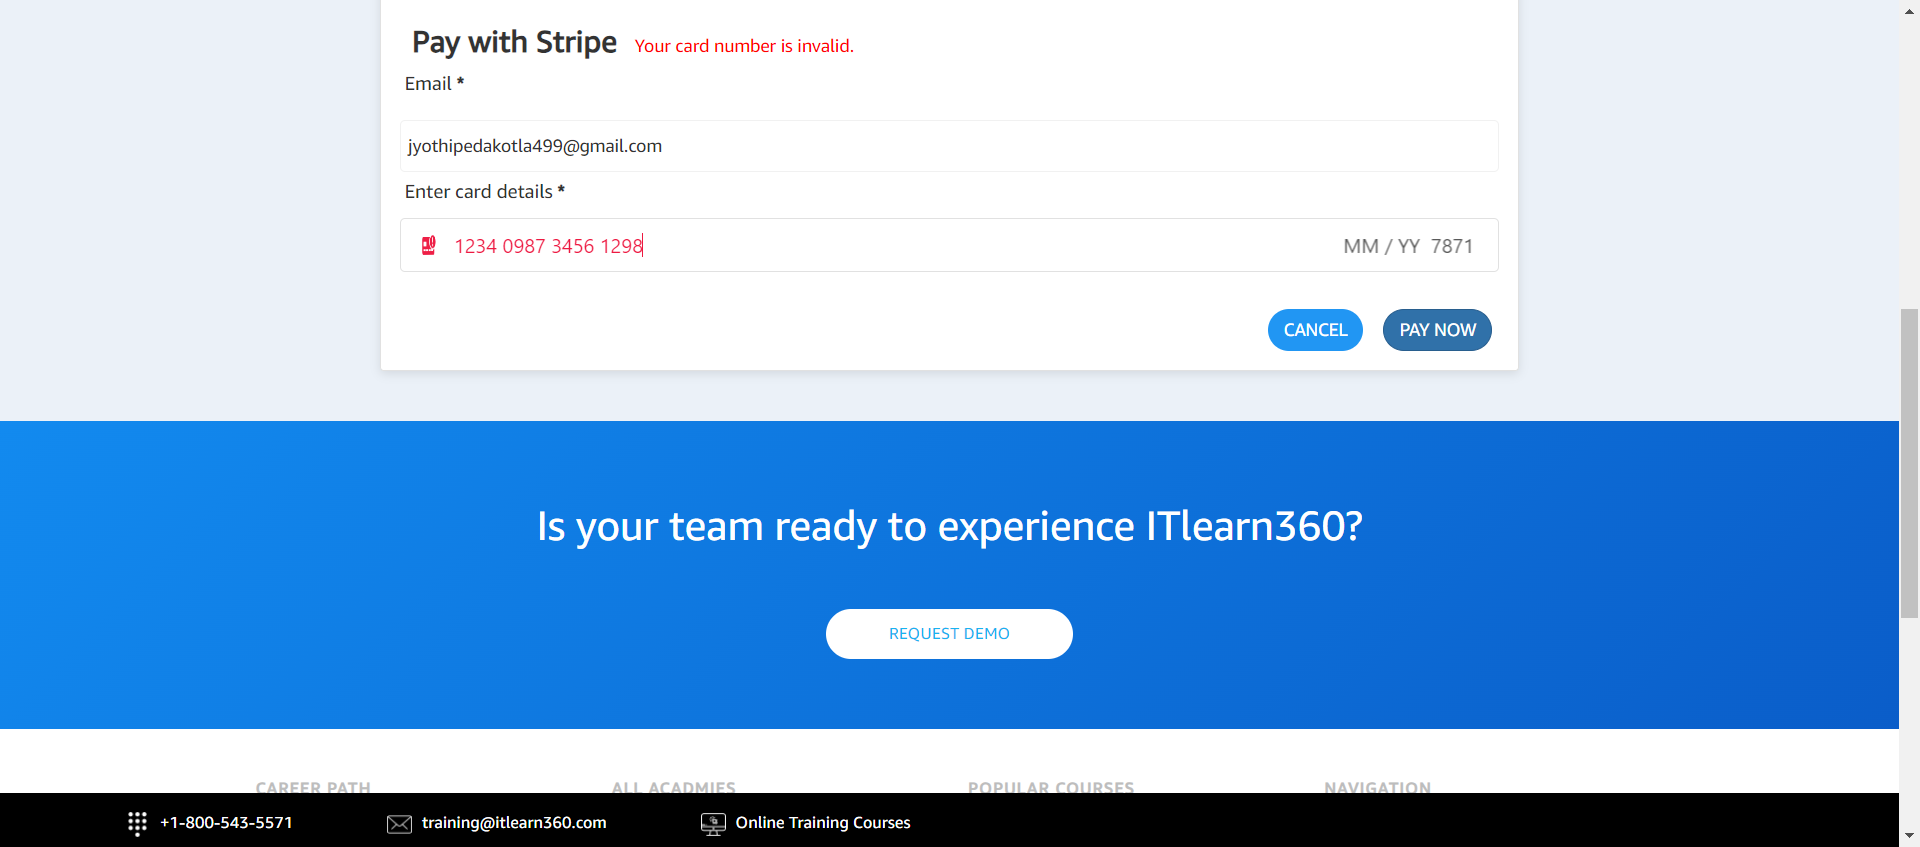 Pay with Stripe Your card number is invalid.
Email *
jyothipedakotla499@gmail.com
Enter card details *
1234 0987 3456 1298 MM / YY 7871
CANCEL PAY NOW
Is your team ready to experience ITlearn360?
REQUEST DEMO
CAREER PATH ALL ACADMIES POPULAR COURSES NAVIGATION
+1-800-543-5571 training@itlearn360.com Online Training Courses